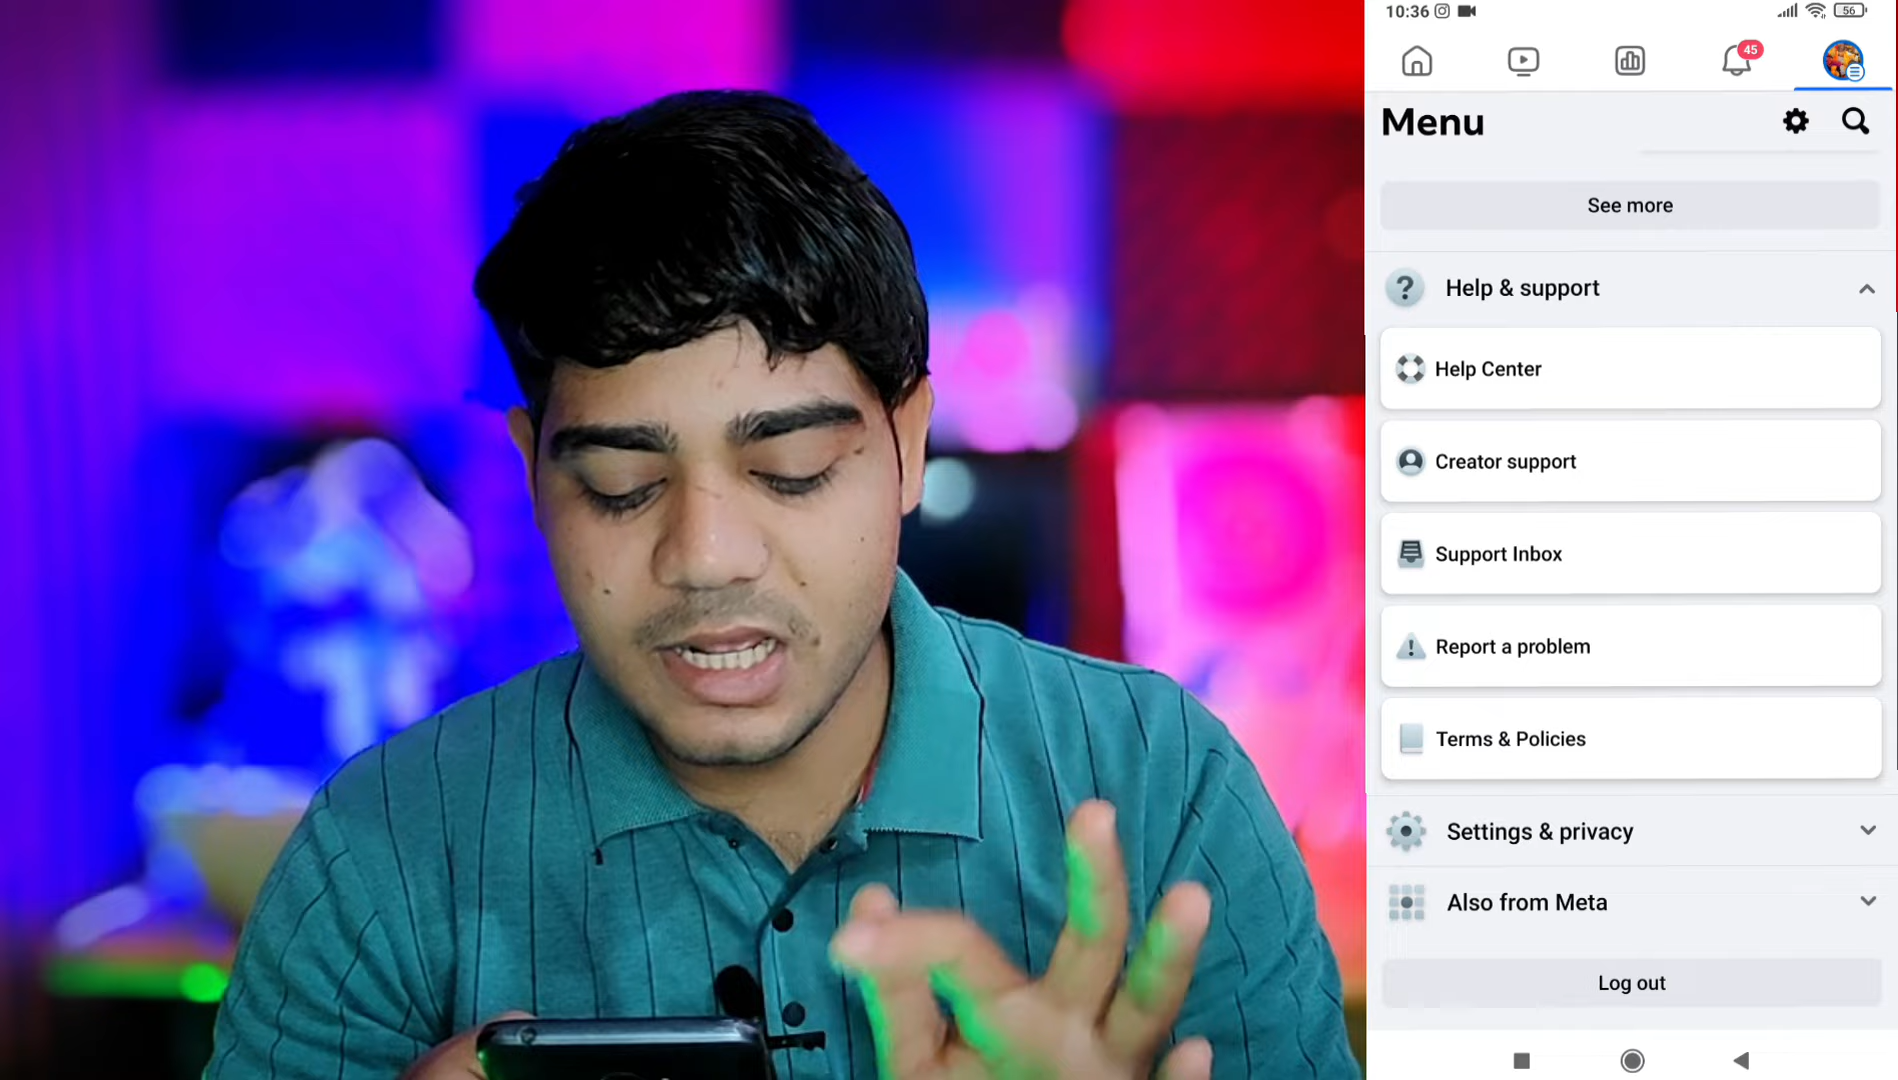 10:36
56
45
Menu
See more
Help & support
Help Center
Creator support
Support Inbox
Report a problem
Terms & Policies
Settings & privacy
Also from Meta
Log out